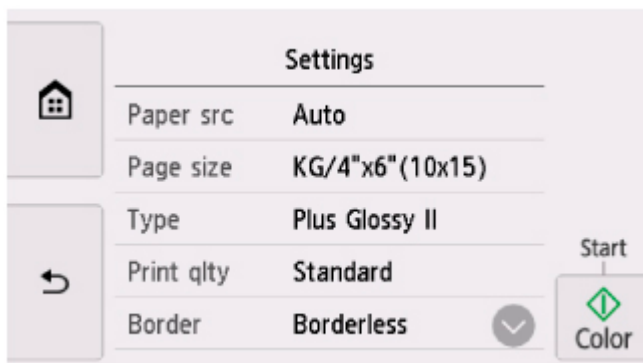 Settings
Paper src Auto
Page size KG/4"x6"(10x15)
Type Plus Glossy II
Print qlty Standard
Border Borderless
Start
Color